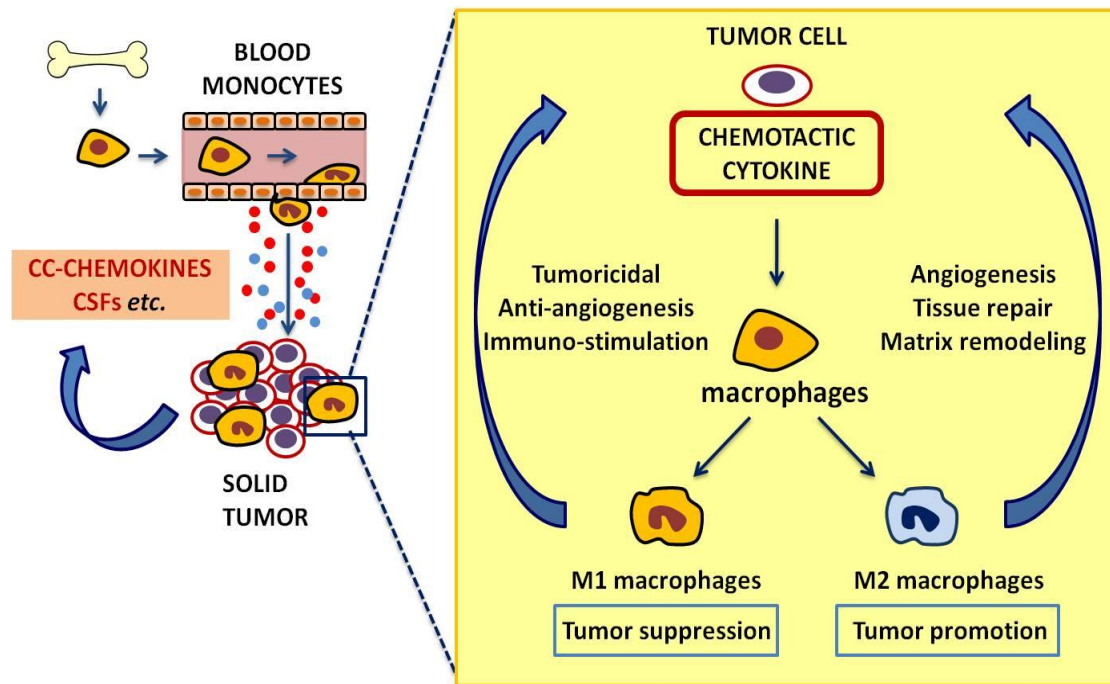 BLOOD
MONOCYTES
CC-CHEMOKINES
CSFs etc.
SOLID
TUMOR
TUMOR CELL
CHEMOTACTIC
CYTOKINE
Tumoricidal
Anti-angiogenesis
Immuno-stimulation
Angiogenesis
Tissue repair
Matrix remodeling
macrophages
M1 macrophages
Tumor suppression
M2 macrophages
Tumor promotion